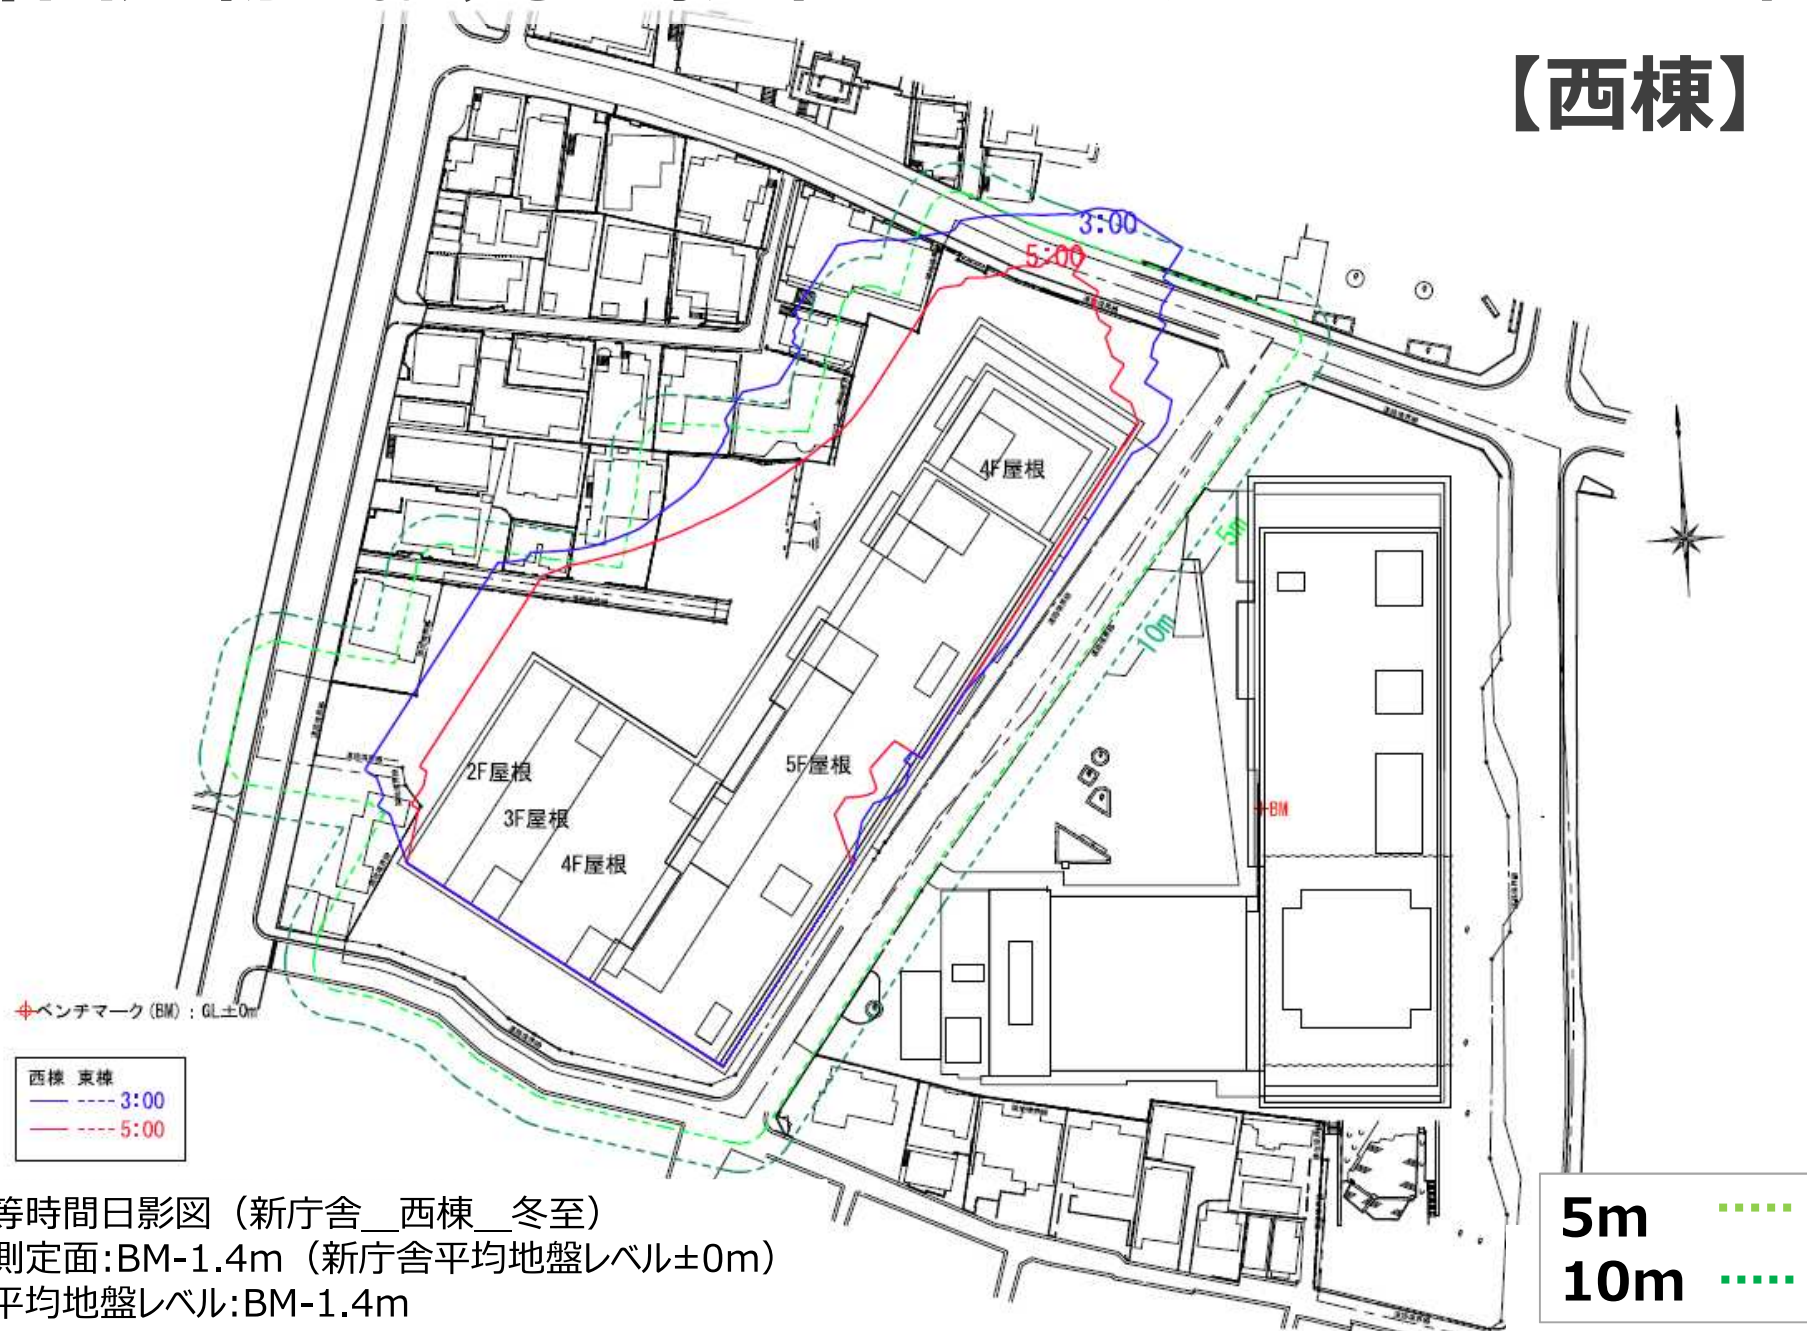 【西棟】
3:00
5:00
4F屋根
5m
10m
2F屋根
5F屋根
3F屋根
BM
4F屋根
ベンチマーク(BM)：GL±0m
西棟 東棟
3:00
5:00
等時間日影図（新庁舎__西棟__冬至）
測定面:BM-1.4m（新庁舎平均地盤レベル±0m）
平均地盤レベル:BM-1.4m
5m
10m